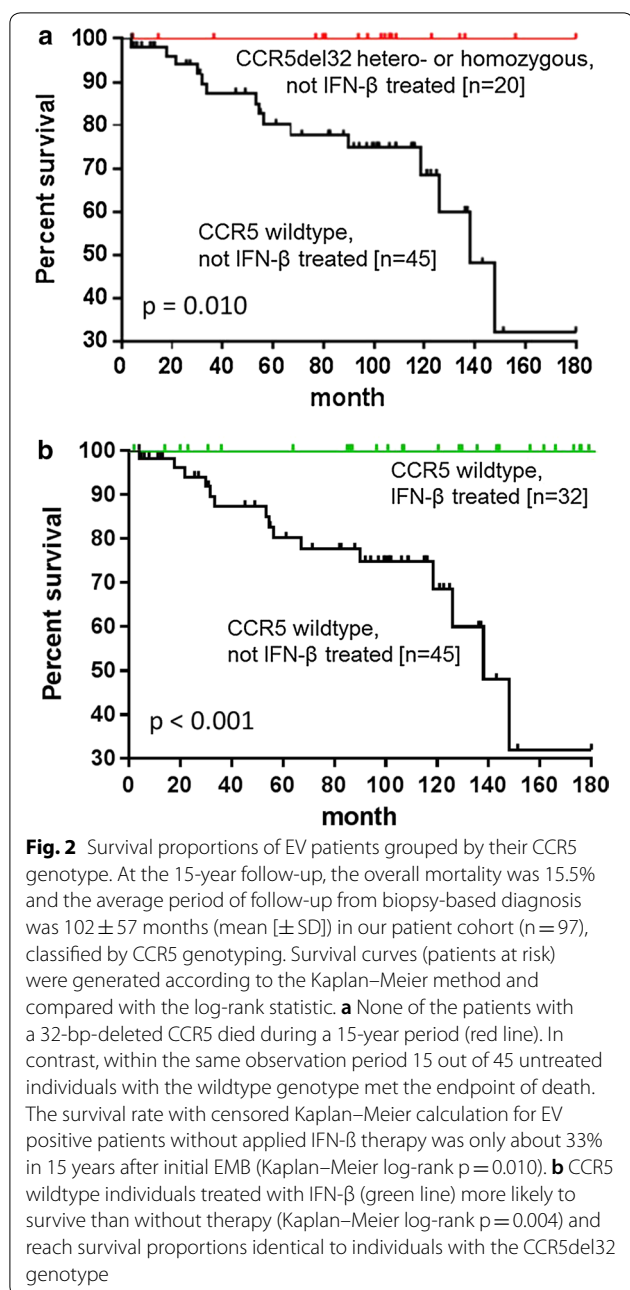 a
100
90
80
70
60
50
40
30
Percent survival
CCR5del32 hetero- or homozygous,
not IFN-β treated [n=20]
CCR5 wildtype,
not IFN-β treated [n=45]
p = 0.010
0 20 40 60 80 100 120 140 160 180
month
b
100
90
80
70
60
50
40
30
Percent survival
CCR5 wildtype,
IFN-β treated [n=32]
CCR5 wildtype,
not IFN-β treated [n=45]
p < 0.001
0 20 40 60 80 100 120 140 160 180
month
Fig. 2 Survival proportions of EV patients grouped by their CCR5
genotype. At the 15-year follow-up, the overall mortality was 15.5%
and the average period of follow-up from biopsy-based diagnosis
was 102 ± 57 months (mean [± SD]) in our patient cohort (n = 97),
classified by CCR5 genotyping. Survival curves (patients at risk)
were generated according to the Kaplan–Meier method and
compared with the log-rank statistic. a None of the patients with
a 32-bp-deleted CCR5 died during a 15-year period (red line). In
contrast, within the same observation period 15 out of 45 untreated
individuals with the wildtype genotype met the endpoint of death.
The survival rate with censored Kaplan–Meier calculation for EV
positive patients without applied IFN-ß therapy was only about 33%
in 15 years after initial EMB (Kaplan–Meier log-rank p = 0.010). b CCR5
wildtype individuals treated with IFN-β (green line) more likely to
survive than without therapy (Kaplan–Meier log-rank p = 0.004) and
reach survival proportions identical to individuals with the CCR5del32
genotype